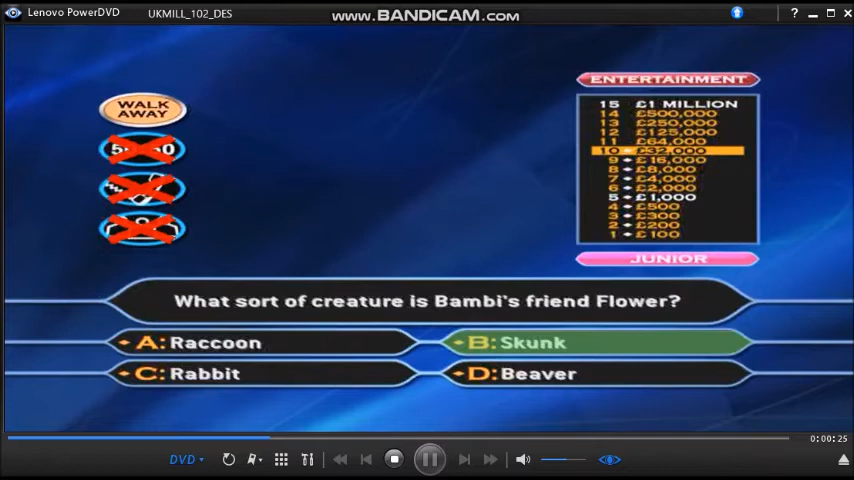 Lenovo PowerDVD
UKMILL_102_DES
www.BANDICAM.com
?
WALK AWAY
50:50
ENTERTAINMENT
15 £1 MILLION
14 £500,000
13 £250,000
12 £125,000
11 £64,000
10 £32,000
9 £16,000
8 £8,000
7 £4,000
6 £2,000
5 £1,000
4 £500
3 £300
2 £200
1 £100
JUNIOR
What sort of creature is Bambi's friend Flower?
A: Raccoon
B: Skunk
C: Rabbit
D: Beaver
0:00:25
DVD